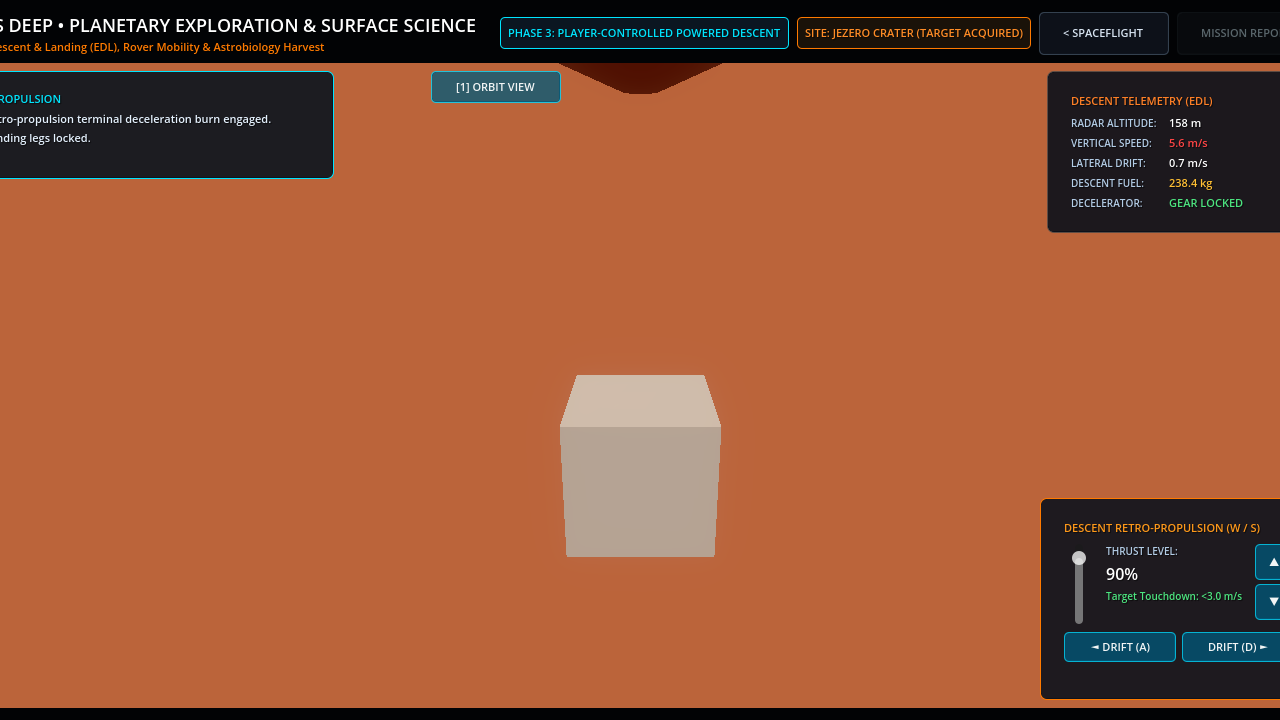 S DEEP • PLANETARY EXPLORATION & SURFACE SCIENCE
escent & Landing (EDL), Rover Mobility & Astrobiology Harvest
PHASE 3: PLAYER-CONTROLLED POWERED DESCENT
SITE: JEZERO CRATER (TARGET ACQUIRED)
< SPACEFLIGHT
MISSION REPO
ROPULSION
tro-propulsion terminal deceleration burn engaged.
nding legs locked.
[1] ORBIT VIEW
DESCENT TELEMETRY (EDL)
RADAR ALTITUDE: 158 m
VERTICAL SPEED: 5.6 m/s
LATERAL DRIFT: 0.7 m/s
DESCENT FUEL: 238.4 kg
DECELERATOR: GEAR LOCKED
DESCENT RETRO-PROPULSION (W / S)
THRUST LEVEL:
90%
Target Touchdown: <3.0 m/s
▲
▼
◄ DRIFT (A)
DRIFT (D) ►